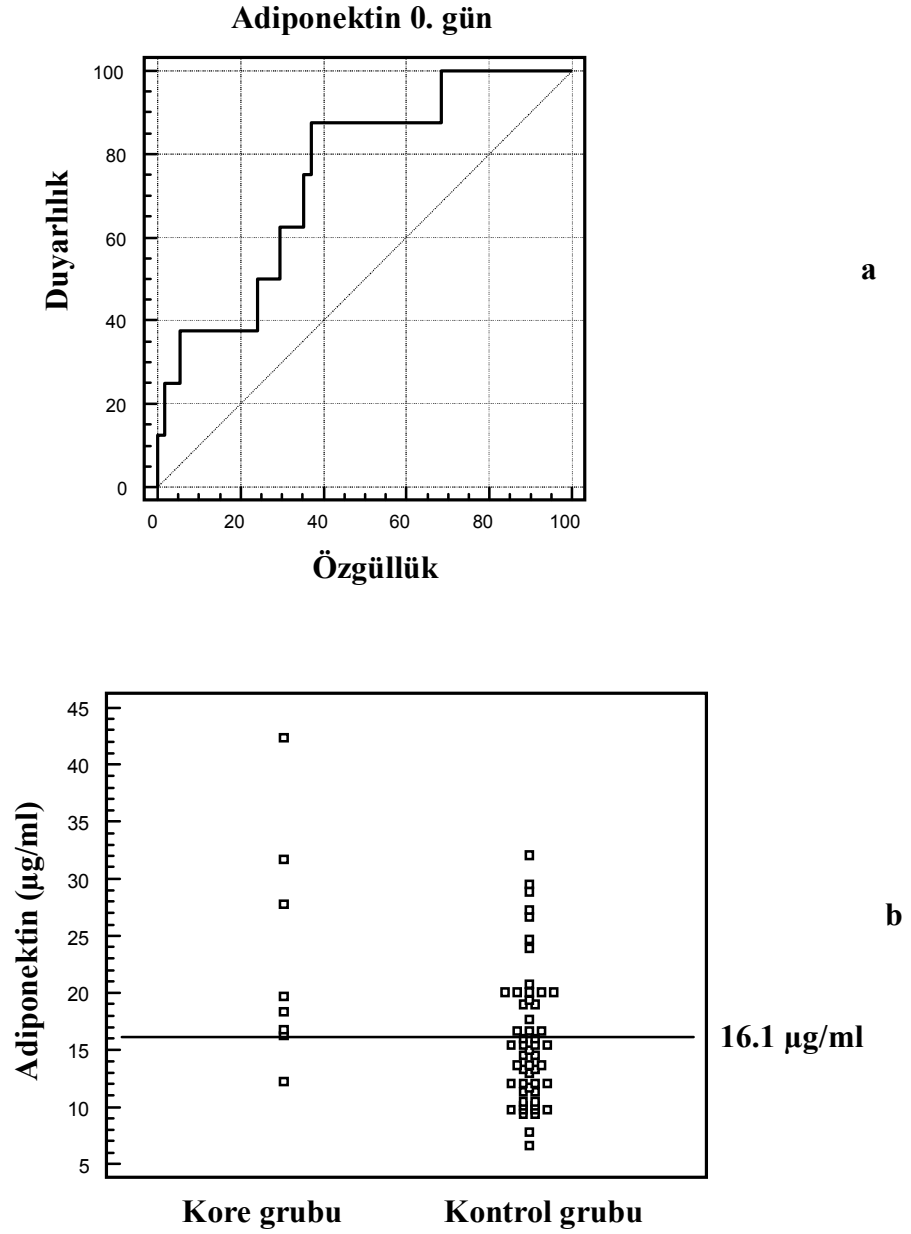 Adiponektin 0. gün
100
80
60
40
20
0
Duyarlılık
0 20 40 60 80 100
Özgüllük
a
45
40
35
30
25
20
15
10
5
Adiponektin (µg/ml)
16.1 µg/ml
b
Kore grubu Kontrol grubu